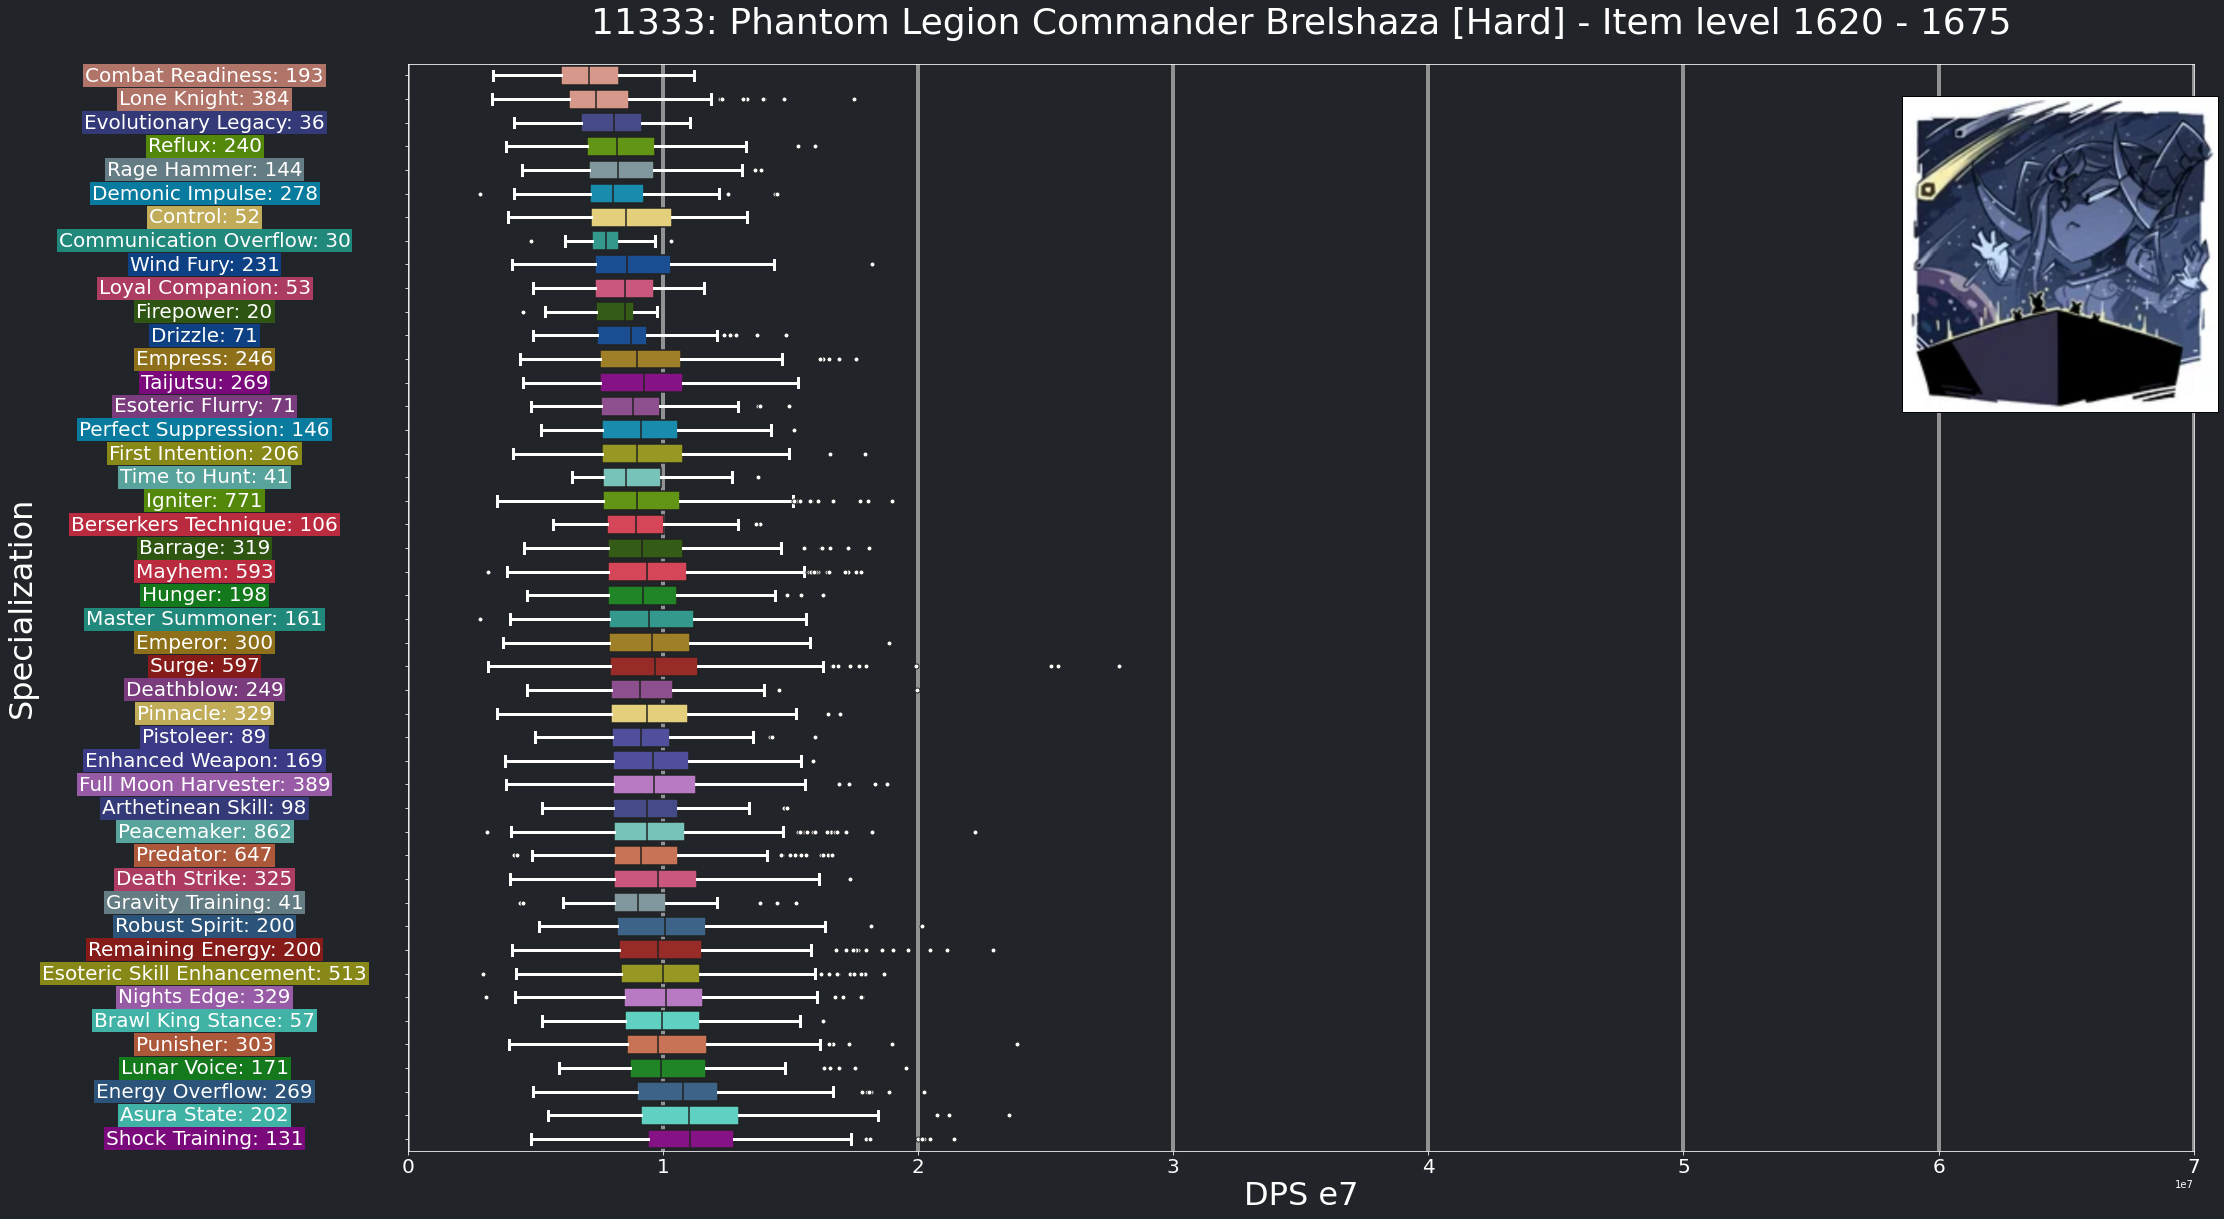 11333: Phantom Legion Commander Brelshaza [Hard] - Item level 1620 - 1675
Combat Readiness: 193
Lone Knight: 384
Evolutionary Legacy: 36
Reflux: 240
Rage Hammer: 144
Demonic Impulse: 278
Control: 52
Communication Overflow: 30
Wind Fury: 231
Loyal Companion: 53
Firepower: 20
Drizzle: 71
Empress: 246
Taijutsu: 269
Esoteric Flurry: 71
Perfect Suppression: 146
First Intention: 206
Time to Hunt: 41
Igniter: 771
Berserkers Technique: 106
Barrage: 319
Mayhem: 593
Hunger: 198
Master Summoner: 161
Emperor: 300
Surge: 597
Deathblow: 249
Pinnacle: 329
Pistoleer: 89
Enhanced Weapon: 169
Full Moon Harvester: 389
Arthetinean Skill: 98
Peacemaker: 862
Predator: 647
Death Strike: 325
Gravity Training: 41
Robust Spirit: 200
Remaining Energy: 200
Esoteric Skill Enhancement: 513
Nights Edge: 329
Brawl King Stance: 57
Punisher: 303
Lunar Voice: 171
Energy Overflow: 269
Asura State: 202
Shock Training: 131
Specialization
0 1 2 3 4 5 6 7
1e7
DPS e7